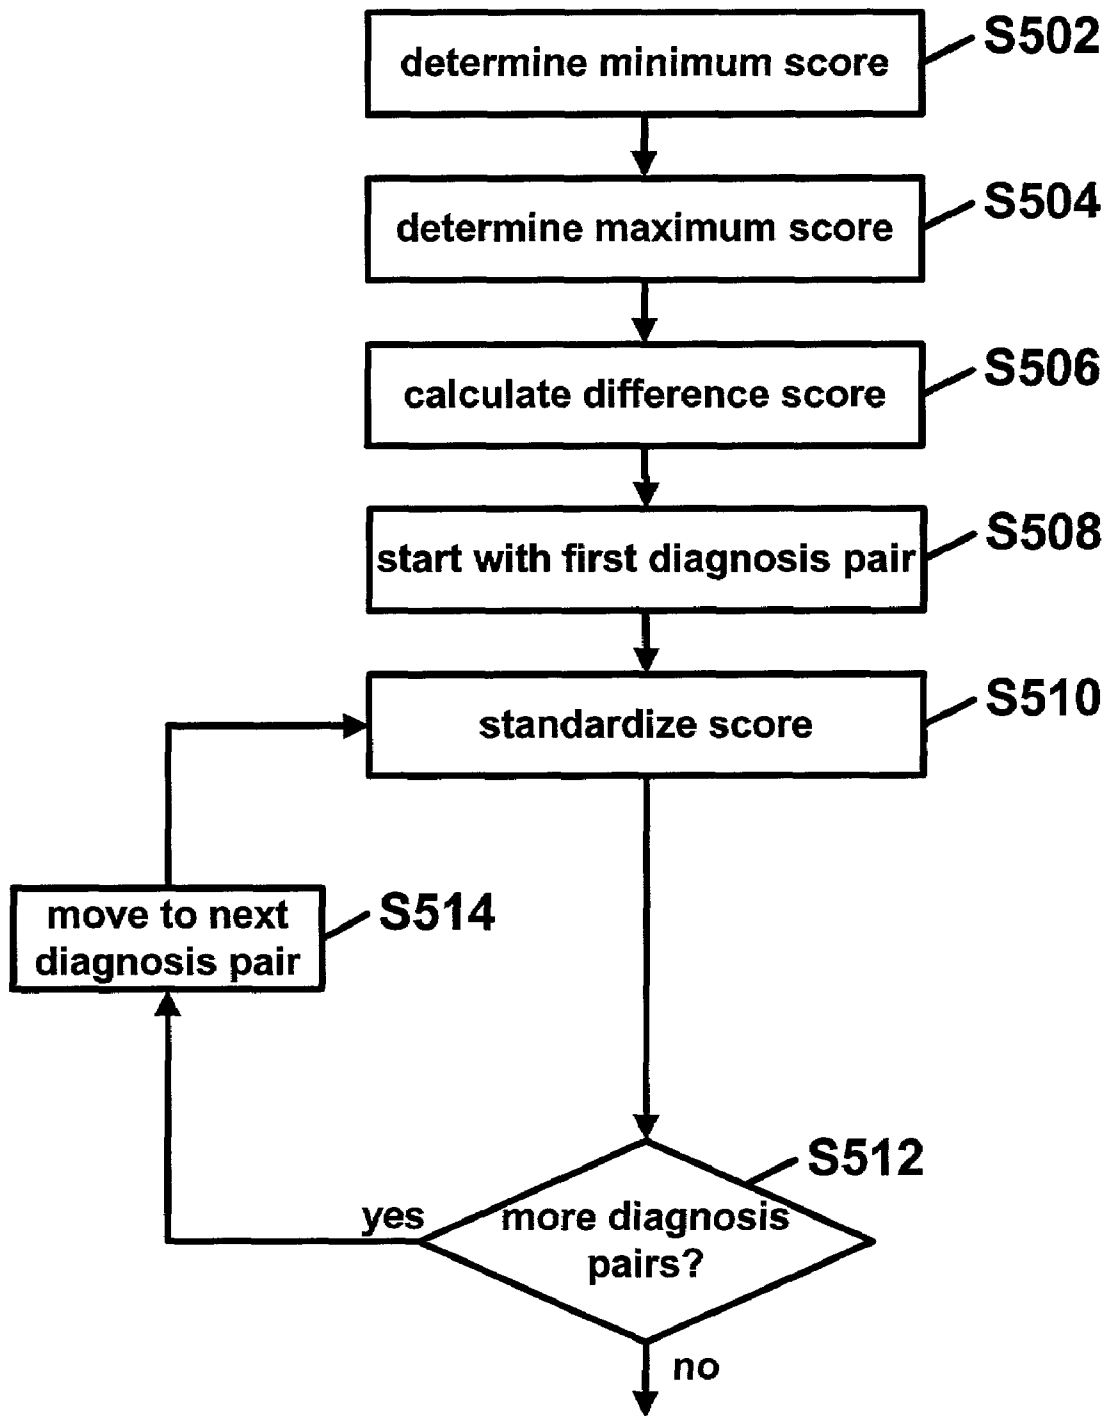 determine minimum score
S502
determine maximum score
S504
calculate difference score
S506
start with first diagnosis pair
S508
standardize score
S510
move to next
diagnosis pair
S514
more diagnosis
pairs?
S512
yes
no